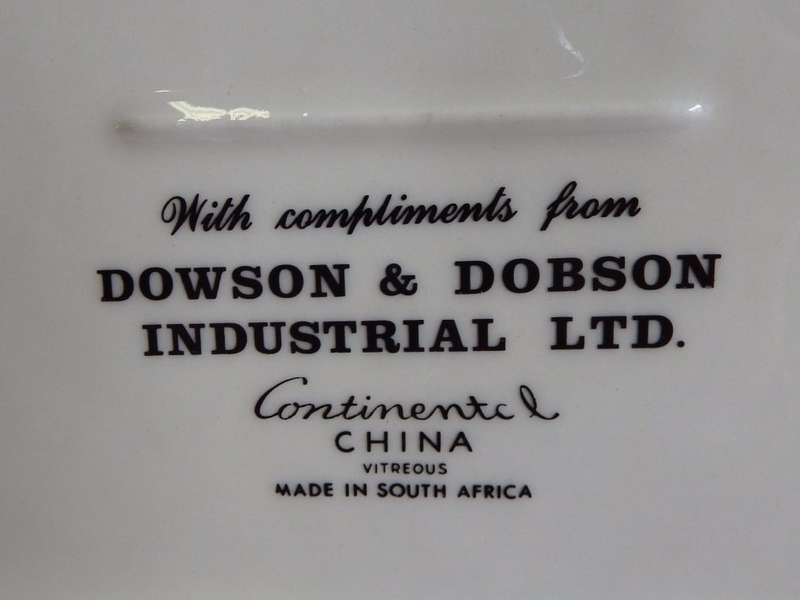 With compliments from
DOWSON & DOBSON
INDUSTRIAL LTD.
Continental
CHINA
VITREOUS
MADE IN SOUTH AFRICA